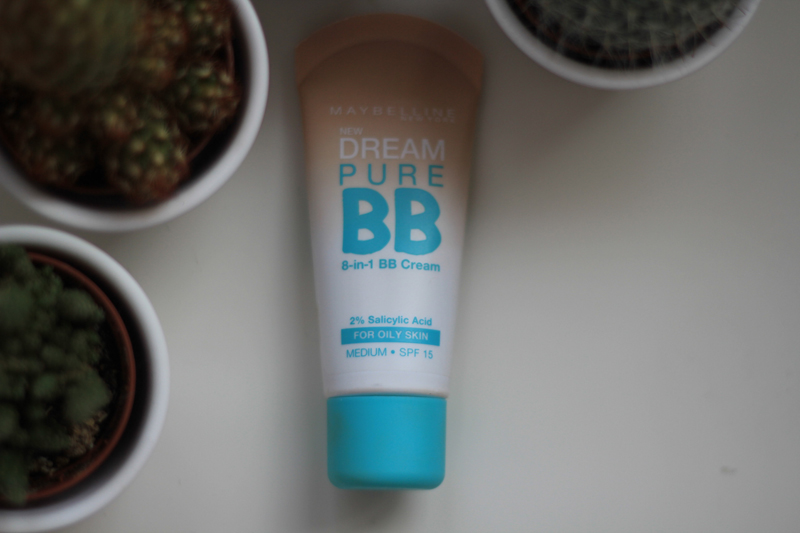 MAYBELLINE
NEW YORK
NEW
DREAM
PURE
BB
8-in-1 BB Cream
2% Salicylic Acid
FOR OILY SKIN
MEDIUM • SPF 15